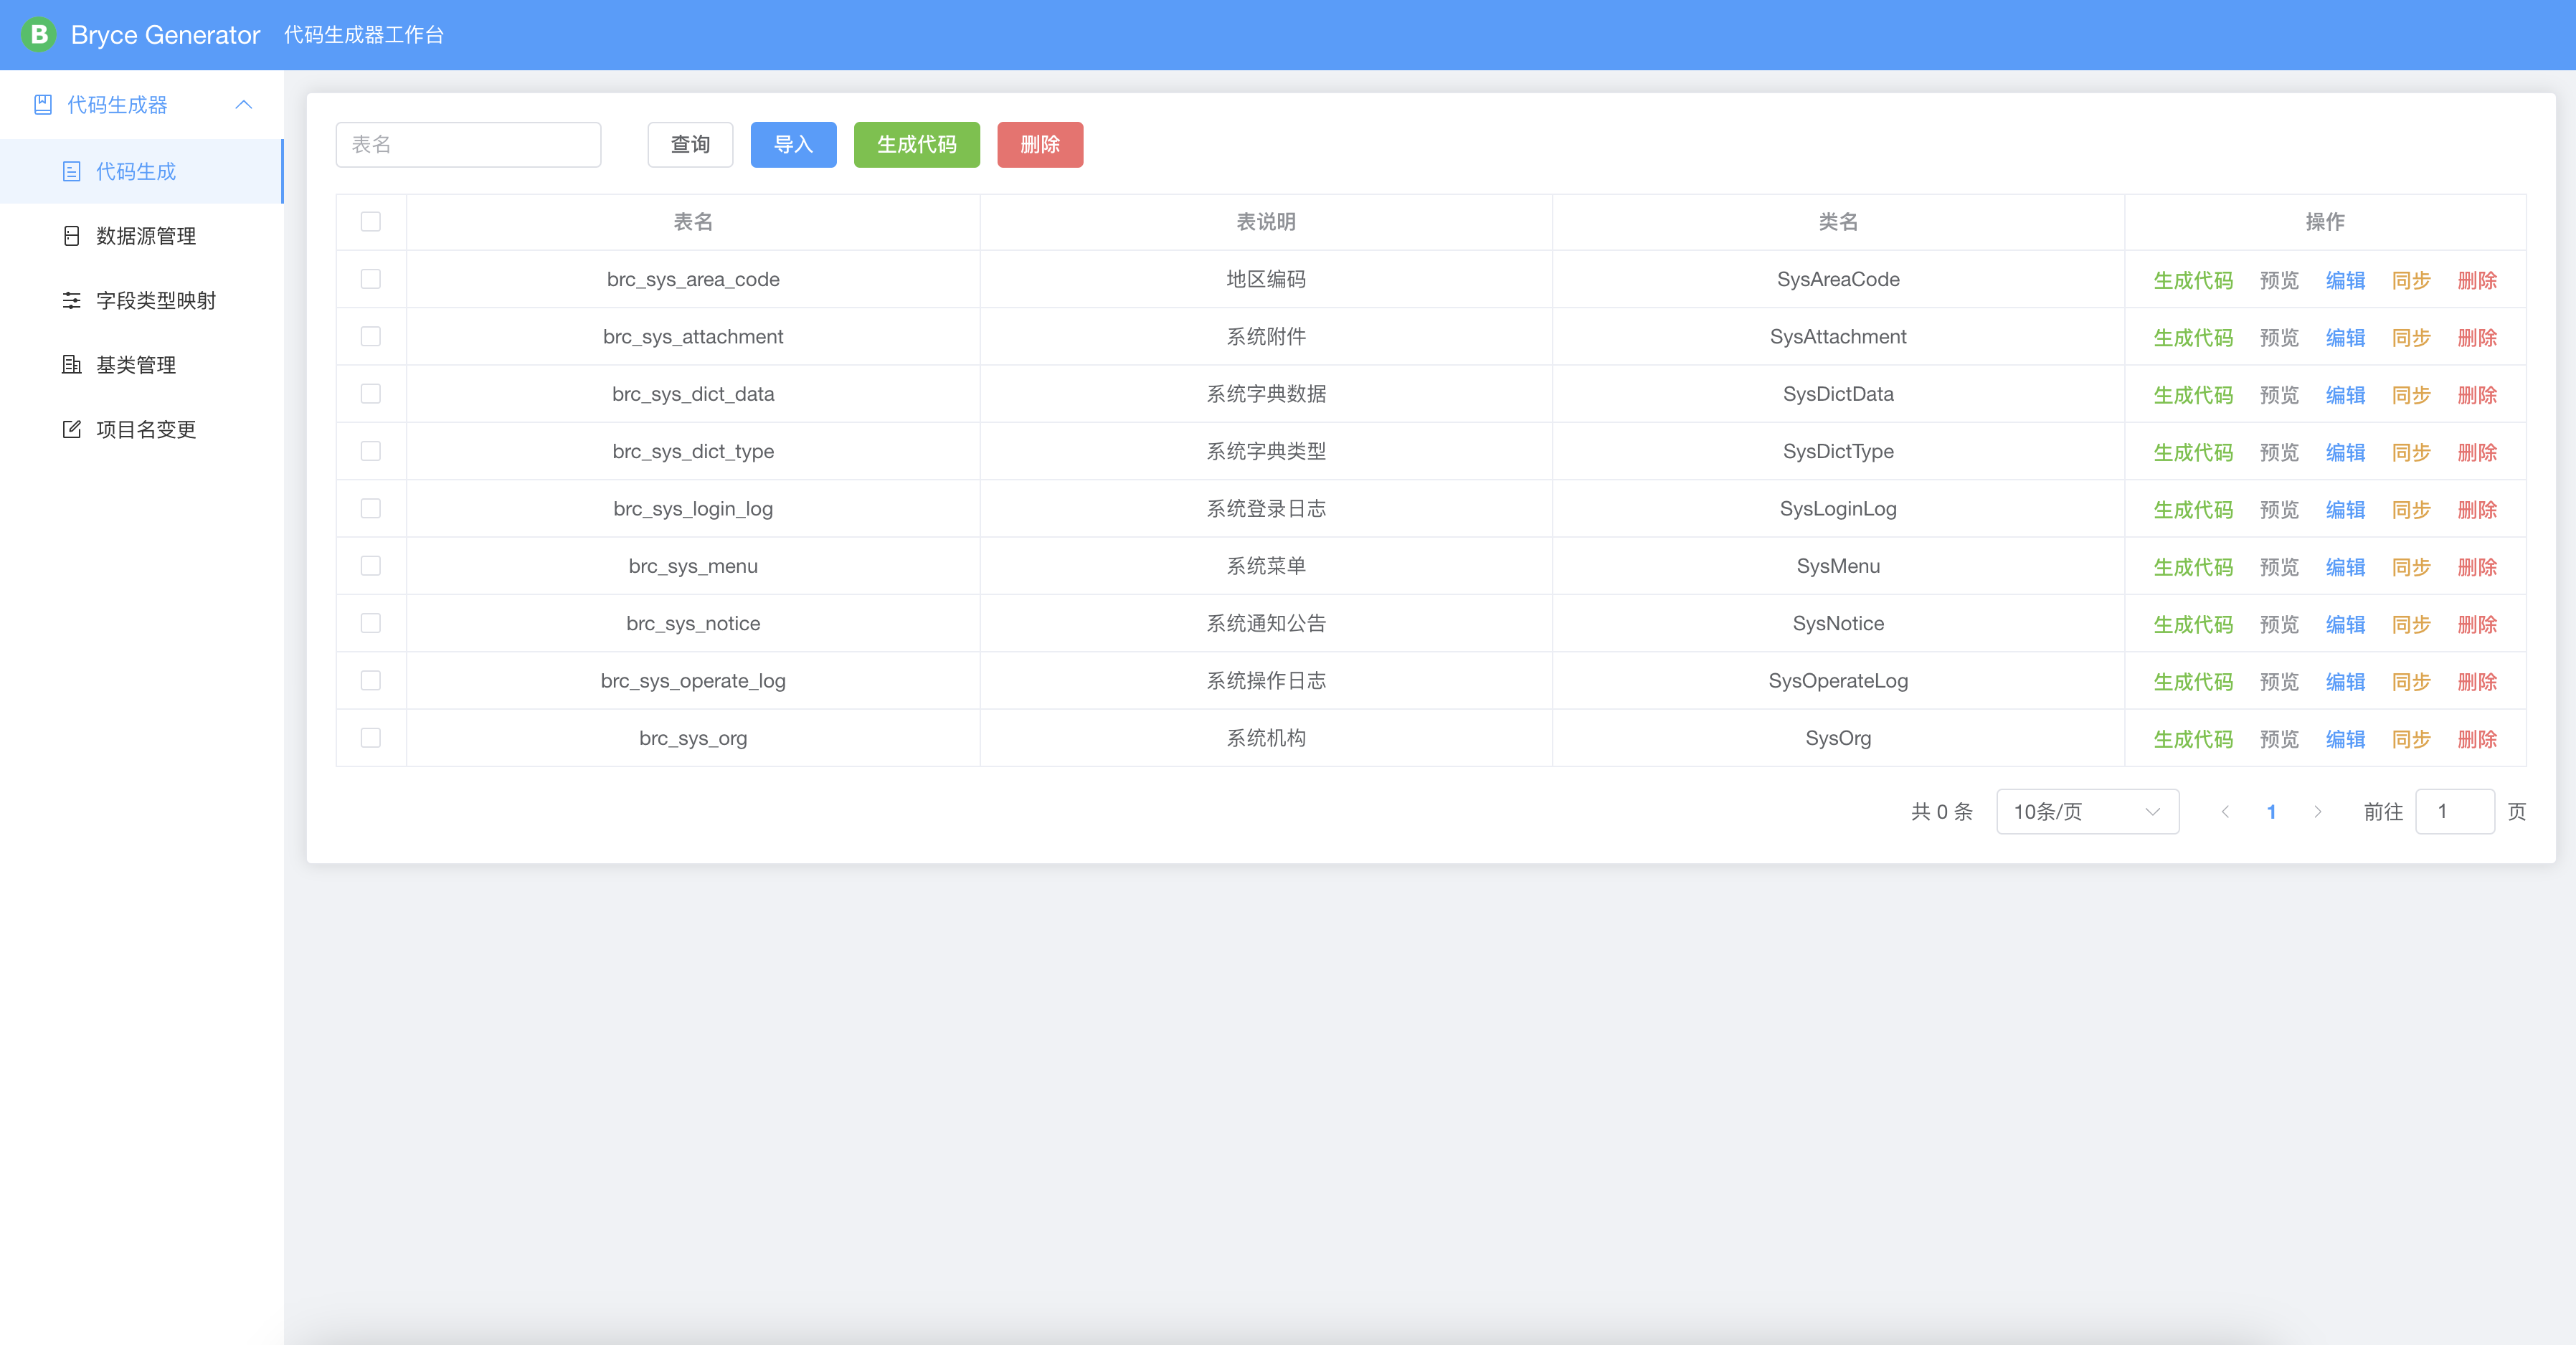 B Bryce Generator 代码生成器工作台
代码生成器
代码生成
数据源管理
字段类型映射
基类管理
项目名变更
表名 查询 导入 生成代码 删除
表名 表说明 类名 操作
brc_sys_area_code 地区编码 SysAreaCode 生成代码 预览 编辑 同步 删除
brc_sys_attachment 系统附件 SysAttachment 生成代码 预览 编辑 同步 删除
brc_sys_dict_data 系统字典数据 SysDictData 生成代码 预览 编辑 同步 删除
brc_sys_dict_type 系统字典类型 SysDictType 生成代码 预览 编辑 同步 删除
brc_sys_login_log 系统登录日志 SysLoginLog 生成代码 预览 编辑 同步 删除
brc_sys_menu 系统菜单 SysMenu 生成代码 预览 编辑 同步 删除
brc_sys_notice 系统通知公告 SysNotice 生成代码 预览 编辑 同步 删除
brc_sys_operate_log 系统操作日志 SysOperateLog 生成代码 预览 编辑 同步 删除
brc_sys_org 系统机构 SysOrg 生成代码 预览 编辑 同步 删除
共 0 条 10条/页 1 前往 1 页